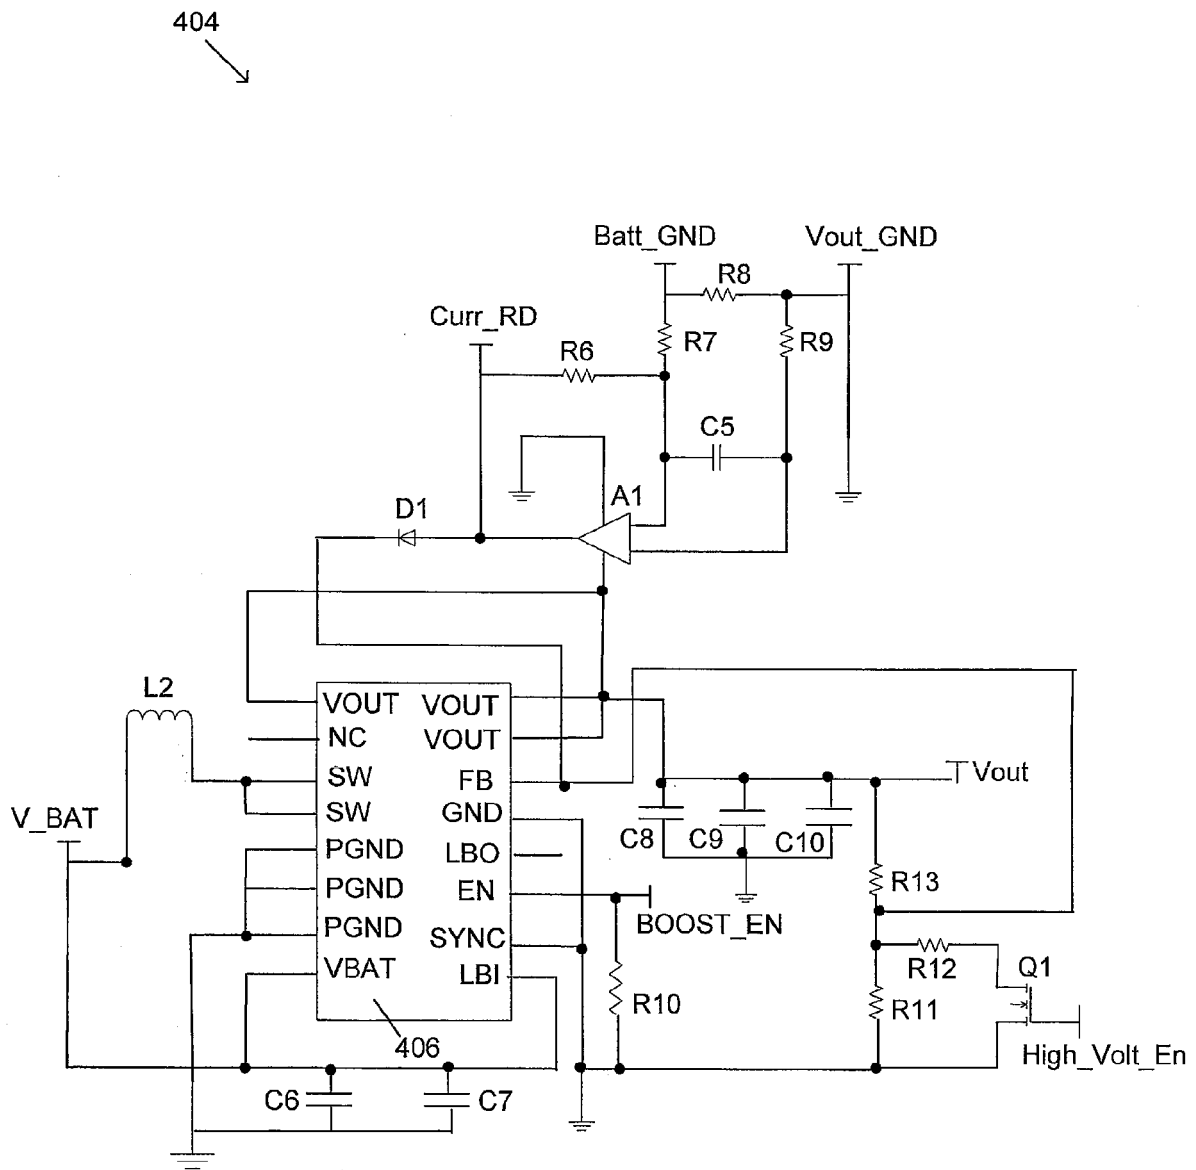 404
Batt_GND
Vout_GND
R8
Curr_RD
R7
R9
R6
C5
A1
D1
L2
VOUT
VOUT
NC
VOUT
SW
FB
Vout
SW
GND
V_BAT
C8
C9
C10
PGND
LBO
PGND
EN
R13
BOOST_EN
PGND
SYNC
VBAT
LBI
R12
Q1
R10
R11
406
High_Volt_En
C6
C7